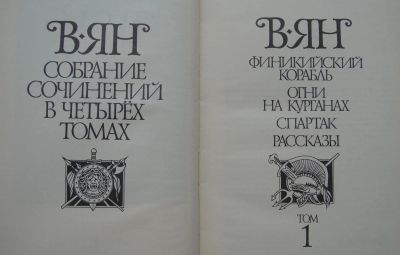 В·ЯН
СОБРАНИЕ
СОЧИНЕНИЙ
В ЧЕТЫРЁХ
ТОМАХ
В·ЯН
ФИНИКИЙСКИЙ
КОРАБЛЬ
ОГНИ
НА КУРГАНАХ
СПАРТАК
РАССКАЗЫ
ТОМ
1